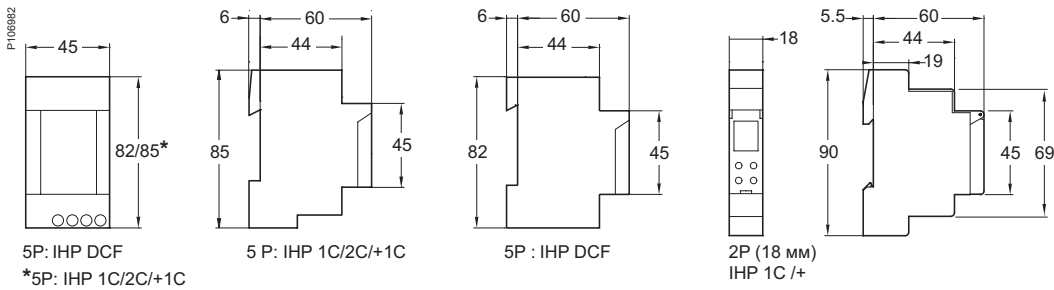 P106982
45
82/85*
5P: IHP DCF
*5P: IHP 1C/2C/+1C
6
60
44
85
45
5 P: IHP 1C/2C/+1C
6
60
44
82
45
5P : IHP DCF
18
2P (18 мм)
IHP 1C /+
5.5
60
44
19
90
45
69